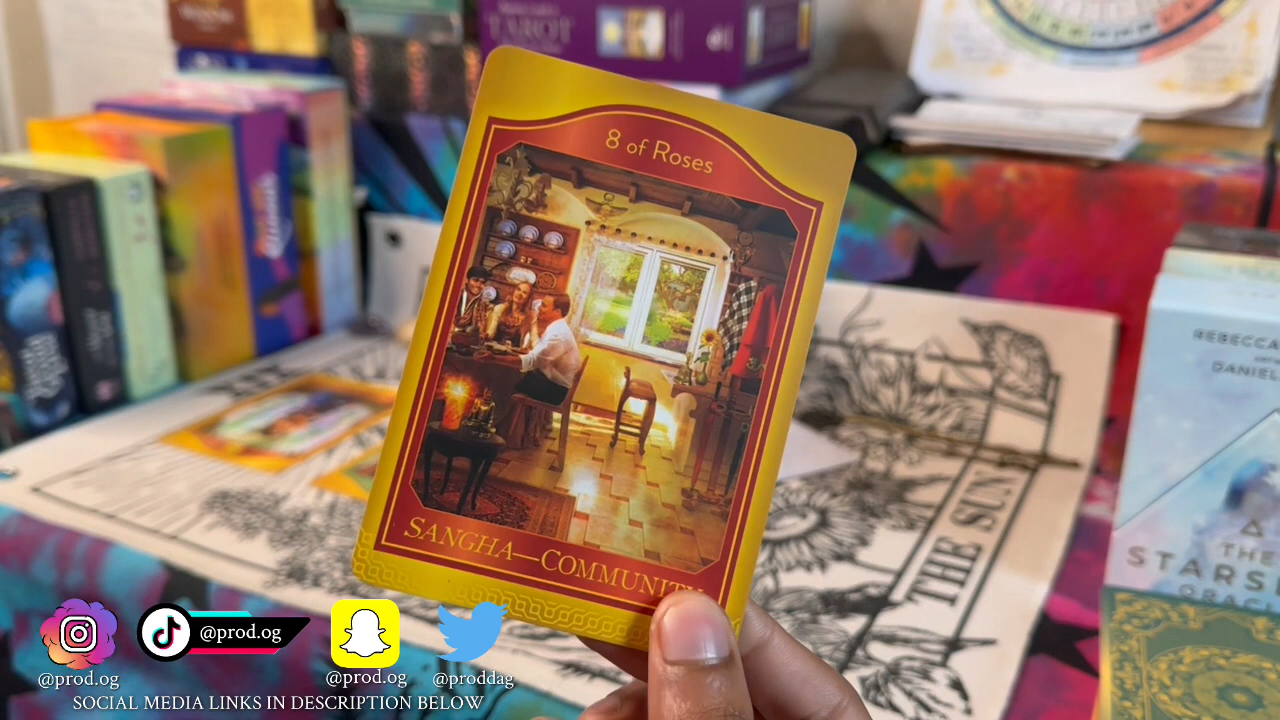 TAROT
8 OF ROSES
SANGHA—COMMUNITY
THE SUN
REBECCA
DANIEL
THE
STARS
ORACL
@prod.og
@prod.og
@prod.og
@proddag
SOCIAL MEDIA LINKS IN DESCRIPTION BELOW